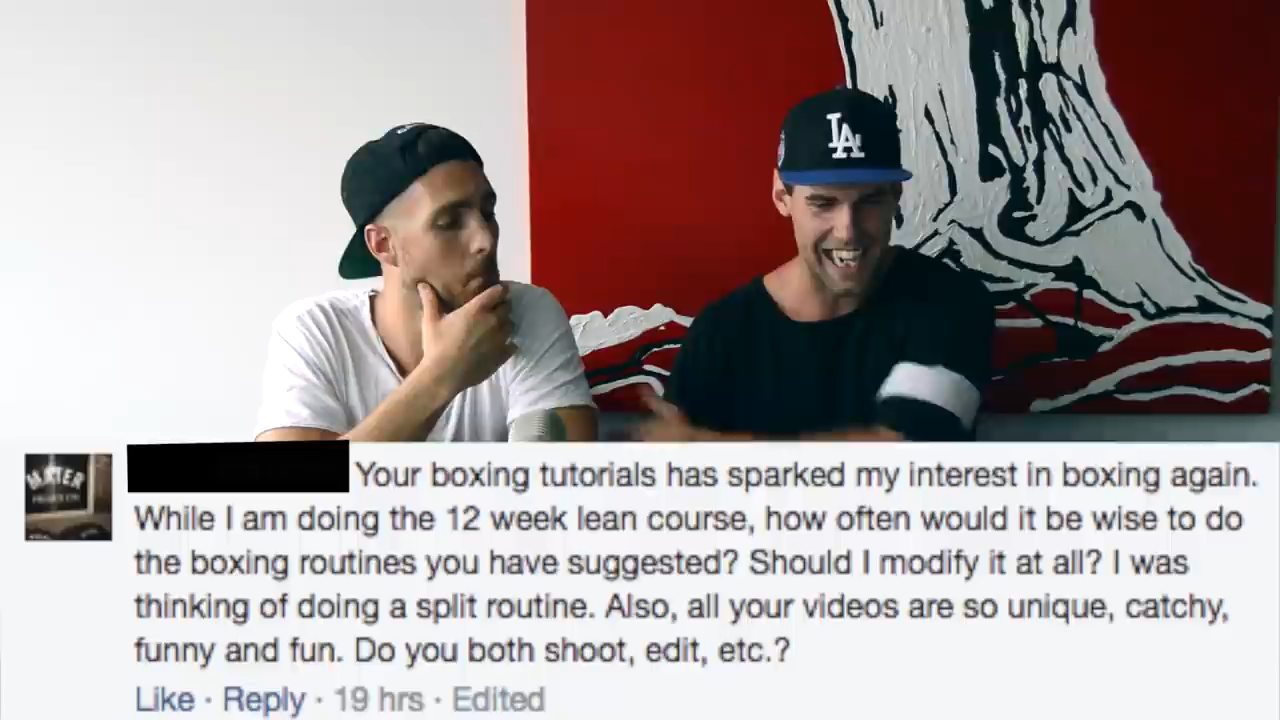 LA
MATER
Your boxing tutorials has sparked my interest in boxing again.
While I am doing the 12 week lean course, how often would it be wise to do
the boxing routines you have suggested? Should I modify it at all? I was
thinking of doing a split routine. Also, all your videos are so unique, catchy,
funny and fun. Do you both shoot, edit, etc.?
Like · Reply · 19 hrs · Edited